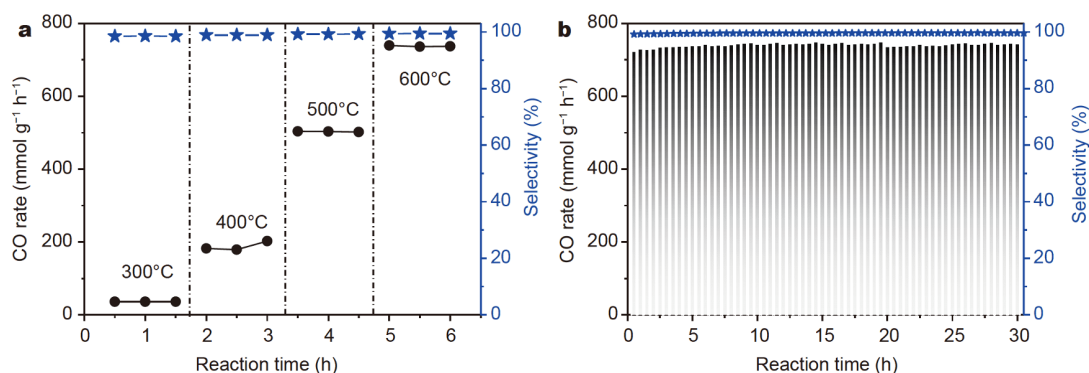 a
800
600
400
200
0
CO rate (mmol g⁻¹ h⁻¹)
300°C
400°C
500°C
600°C
0 1 2 3 4 5 6
Reaction time (h)
100
80
60
40
20
0
Selectivity (%)
b
800
600
400
200
0
CO rate (mmol g⁻¹ h⁻¹)
0 5 10 15 20 25 30
Reaction time (h)
100
80
60
40
20
0
Selectivity (%)